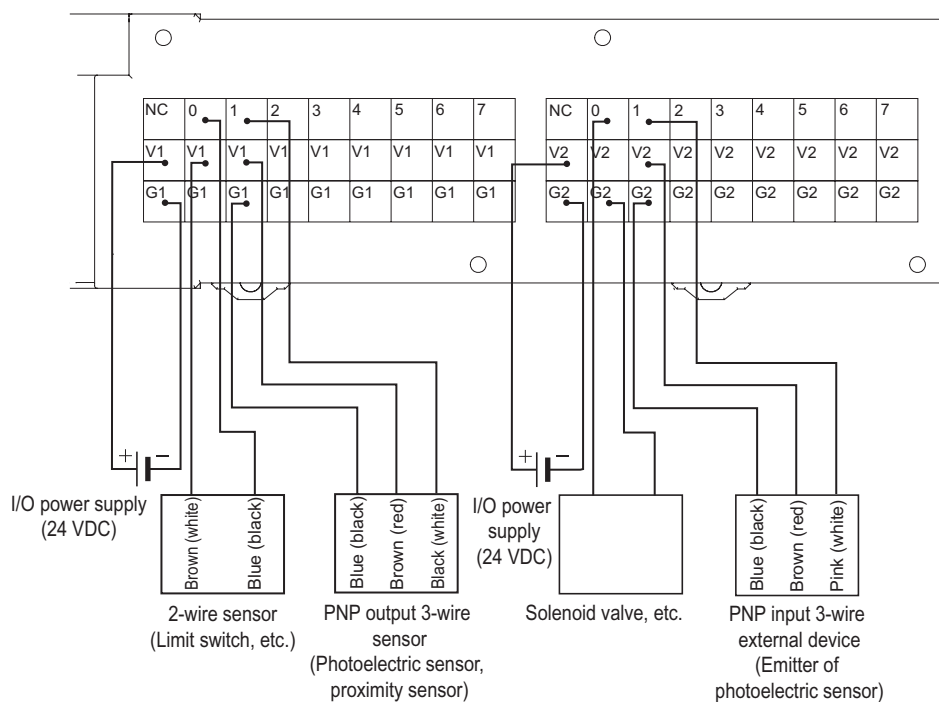 NC 0 1 2 3 4 5 6 7
V1 V1 V1 V1 V1 V1 V1 V1 V1
G1 G1 G1 G1 G1 G1 G1 G1 G1
NC 0 1 2 3 4 5 6 7
V2 V2 V2 V2 V2 V2 V2 V2 V2
G2 G2 G2 G2 G2 G2 G2 G2 G2
+ −
I/O power supply
(24 VDC)
Brown (white)
Blue (black)
2-wire sensor
(Limit switch, etc.)
Blue (black)
Brown (red)
Black (white)
PNP output 3-wire
sensor
(Photoelectric sensor,
proximity sensor)
+ −
I/O power
supply
(24 VDC)
Solenoid valve, etc.
Blue (black)
Brown (red)
Pink (white)
PNP input 3-wire
external device
(Emitter of
photoelectric sensor)